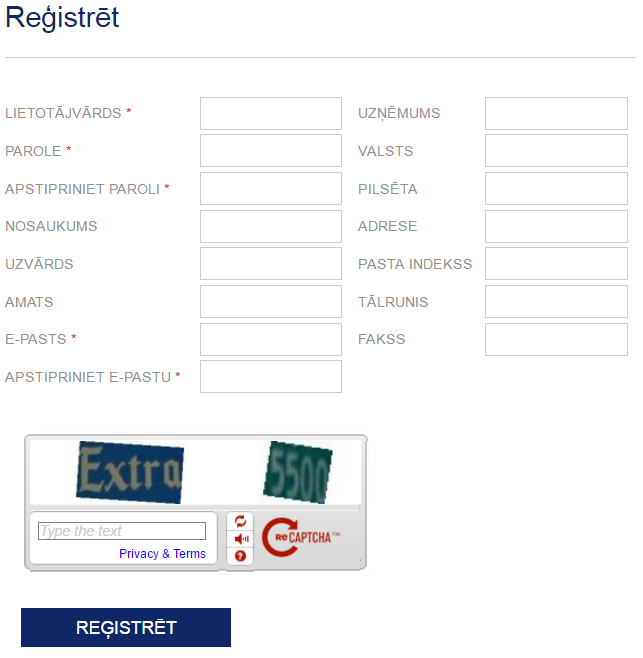 Reģistrēt
LIETOTĀJVĀRDS * UZŅĒMUMS
PAROLE * VALSTS
APSTIPRINIET PAROLI * PILSĒTA
NOSAUKUMS ADRESE
UZVĀRDS PASTA INDEKSS
AMATS TĀLRUNIS
E-PASTS * FAKSS
APSTIPRINIET E-PASTU *
Extra 5500
Type the text
Privacy & Terms
ReCAPTCHA™
REĢISTRĒT